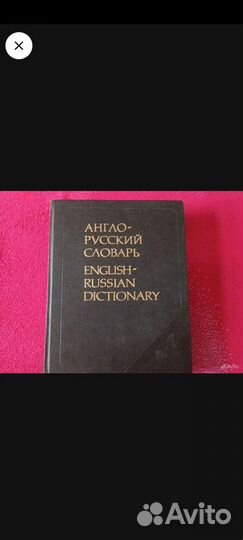 АНГЛО-
РУССКИЙ
СЛОВАРЬ
ENGLISH-
RUSSIAN
DICTIONARY
Avito